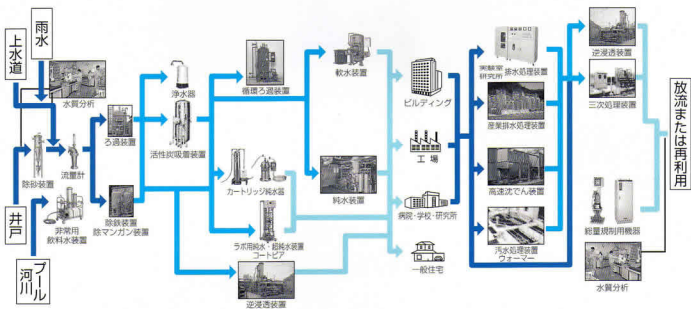 上水道
雨水
水質分析
除砂装置
流量計
井戸
非常用
飲料水装置
プール
河川
ろ過装置
除鉄装置
除マンガン装置
浄水器
活性炭吸着装置
循環ろ過装置
カートリッジ純水器
ラボ用純水・超純水装置
コートピア
逆浸透装置
軟水装置
純水装置
ビルディング
工場
病院・学校・研究所
一般住宅
実験室
研究所
排水処理装置
産業排水処理装置
高速沈でん装置
汚水処理装置
ウォーマー
逆浸透装置
三次処理装置
総量規制用機器
水質分析
放流または再利用